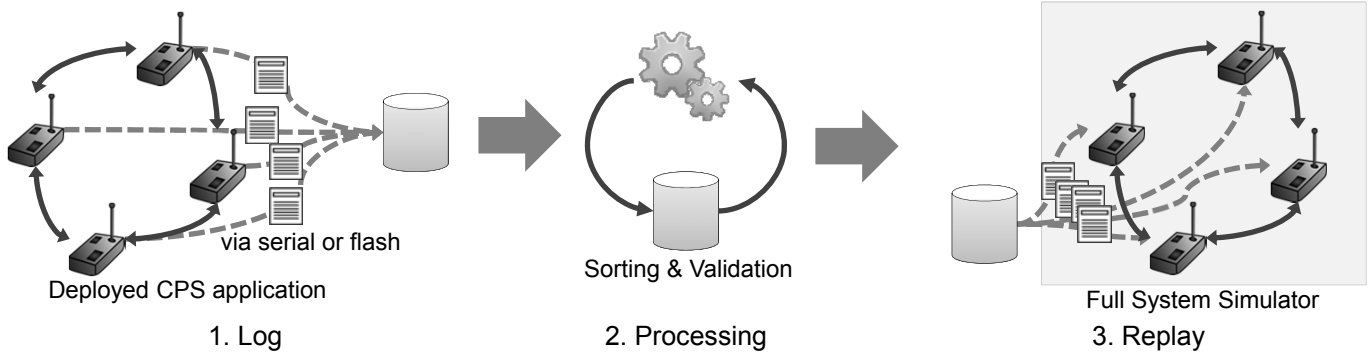 via serial or flash
Deployed CPS application
1. Log
Sorting & Validation
2. Processing
Full System Simulator
3. Replay